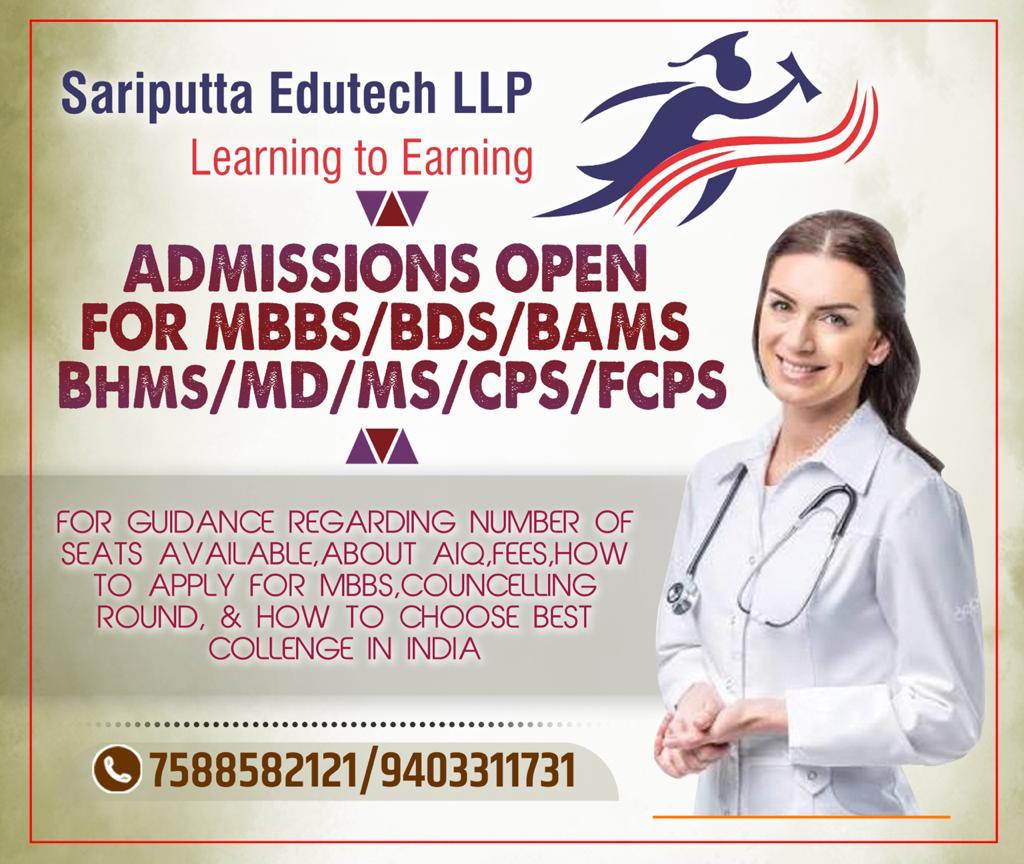 Sariputta Edutech LLP
Learning to Earning
ADMISSIONS OPEN
FOR MBBS/BDS/BAMS
BHMS/MD/MS/CPS/FCPS
FOR GUIDANCE REGARDING NUMBER OF
SEATS AVAILABLE,ABOUT AIQ,FEES,HOW
TO APPLY FOR MBBS,COUNCELLING
ROUND, & HOW TO CHOOSE BEST
COLLENGE IN INDIA
7588582121/9403311731